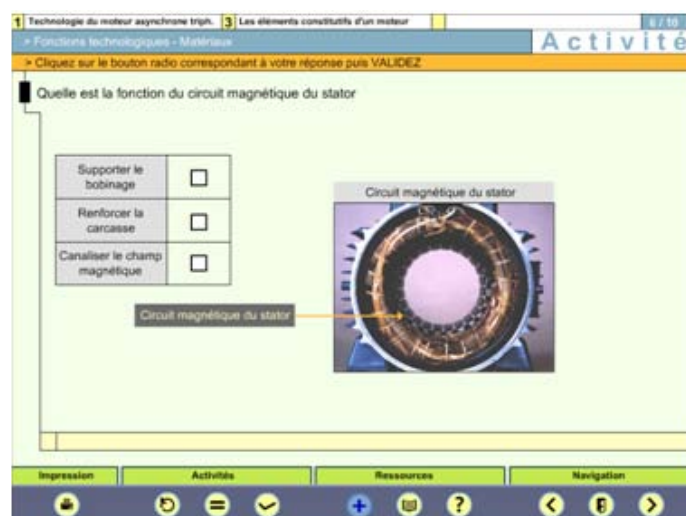 1 Technologie du moteur asynchrone triph. 3 Les éléments constitutifs d'un moteur
6 / 10
> Fonctions technologiques - Matériaux
Activité
> Cliquez sur le bouton radio correspondant à votre réponse puis VALIDEZ
Quelle est la fonction du circuit magnétique du stator
Supporter le
bobinage
Renforcer la
carcasse
Canaliser le champ
magnétique
Circuit magnétique du stator
Circuit magnétique du stator
Impression Activités Ressources Navigation